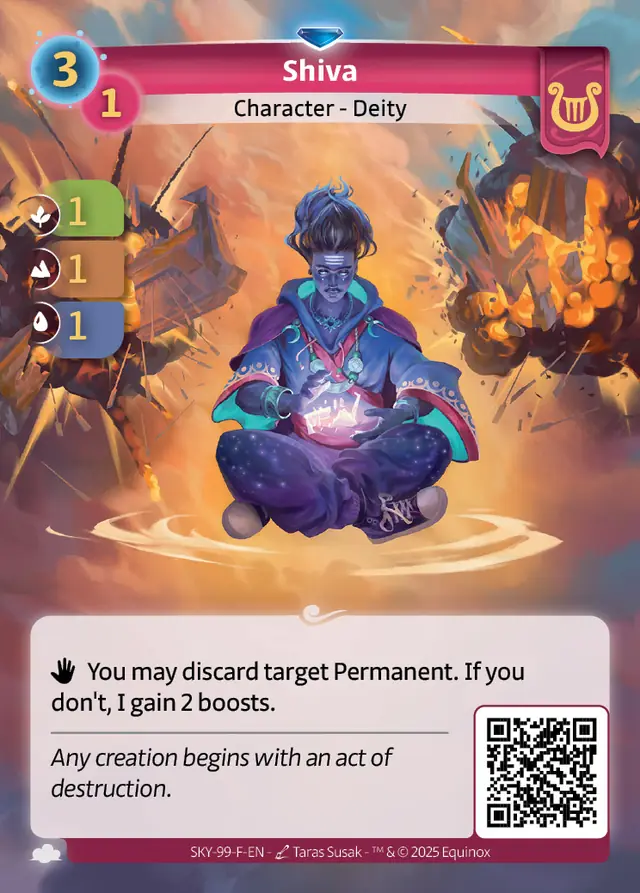 3
Shiva
1
Character - Deity
1
1
1
You may discard target Permanent. If you
don't, I gain 2 boosts.
Any creation begins with an act of
destruction.
SKY-99-F-EN - Taras Susak - ™ & © 2025 Equinox